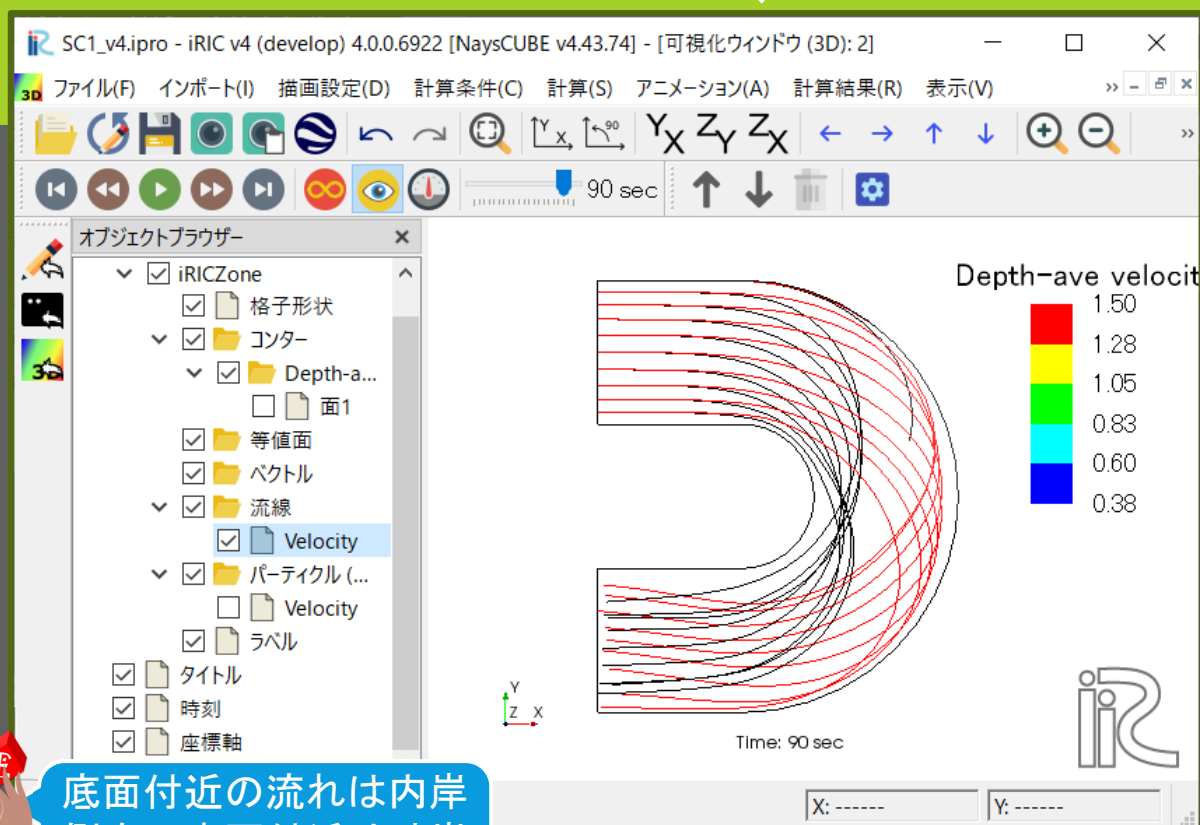 SC1_v4.ipro - iRIC v4 (develop) 4.0.0.6922 [NaysCUBE v4.43.74] - [可視化ウィンドウ (3D): 2]
3D ファイル(F) インポート(I) 描画設定(D) 計算条件(C) 計算(S) アニメーション(A) 計算結果(R) 表示(V) »
Y X 90° YX ZY ZX »
90 sec
オブジェクトブラウザー
iRICZone
格子形状
コンター
Depth-a...
面1
等値面
ベクトル
流線
Velocity
パーティクル (...
Velocity
ラベル
タイトル
時刻
座標軸
3D
Depth-ave velocit
1.50
1.28
1.05
0.83
0.60
0.38
Y
Z X
Time: 90 sec
iRIC
底面付近の流れは内岸
X: ------ Y: ------